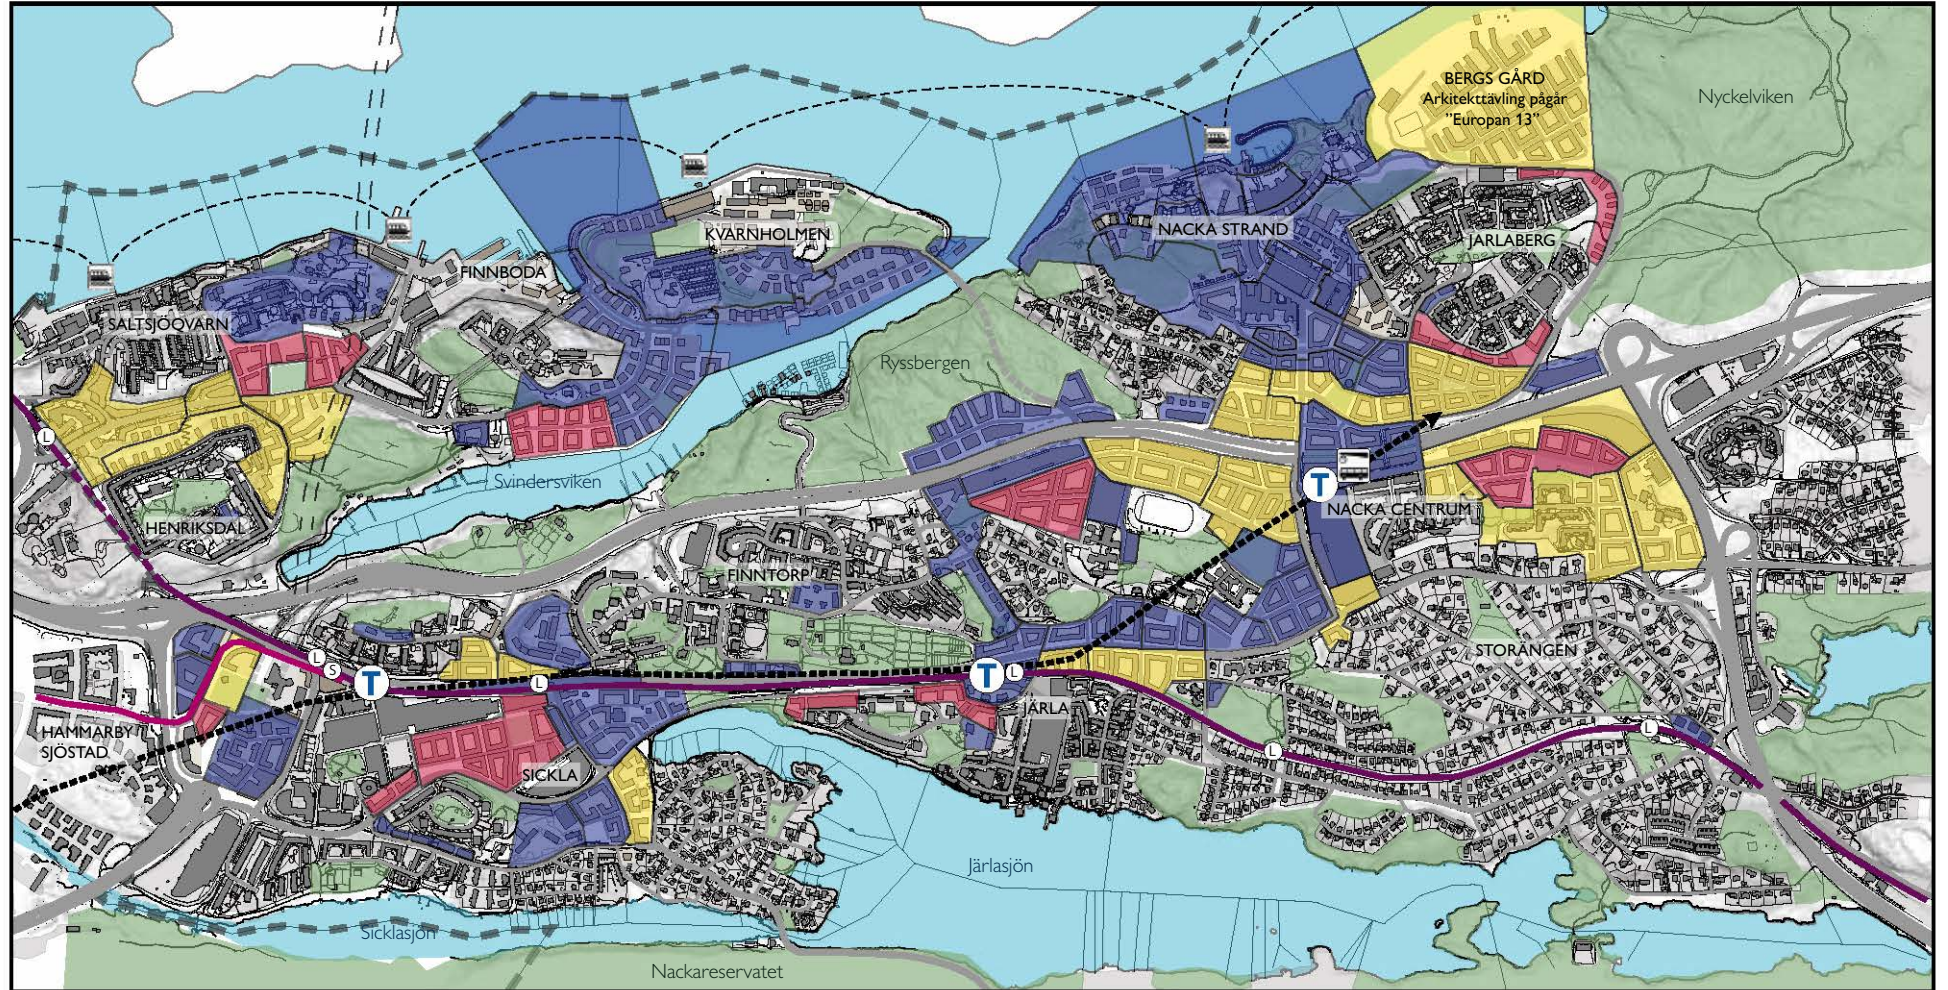 BERGS GÅRD
Arkitekttävling pågår
"Europan 13"
Nyckelviken
KVARNHOLMEN
NACKA STRAND
JARLABERG
FINNBODA
SALTSJÖQVARN
Ryssbergen
L
Svindersviken
T
NACKA CENTRUM
HENRIKSDAL
FINNTORP
STORÄNGEN
L
S
T
L
T
L
JÄRLA
HAMMARBY
SJÖSTAD
L
L
SICKLA
Järlasjön
Sicklasjön
Nackareservatet